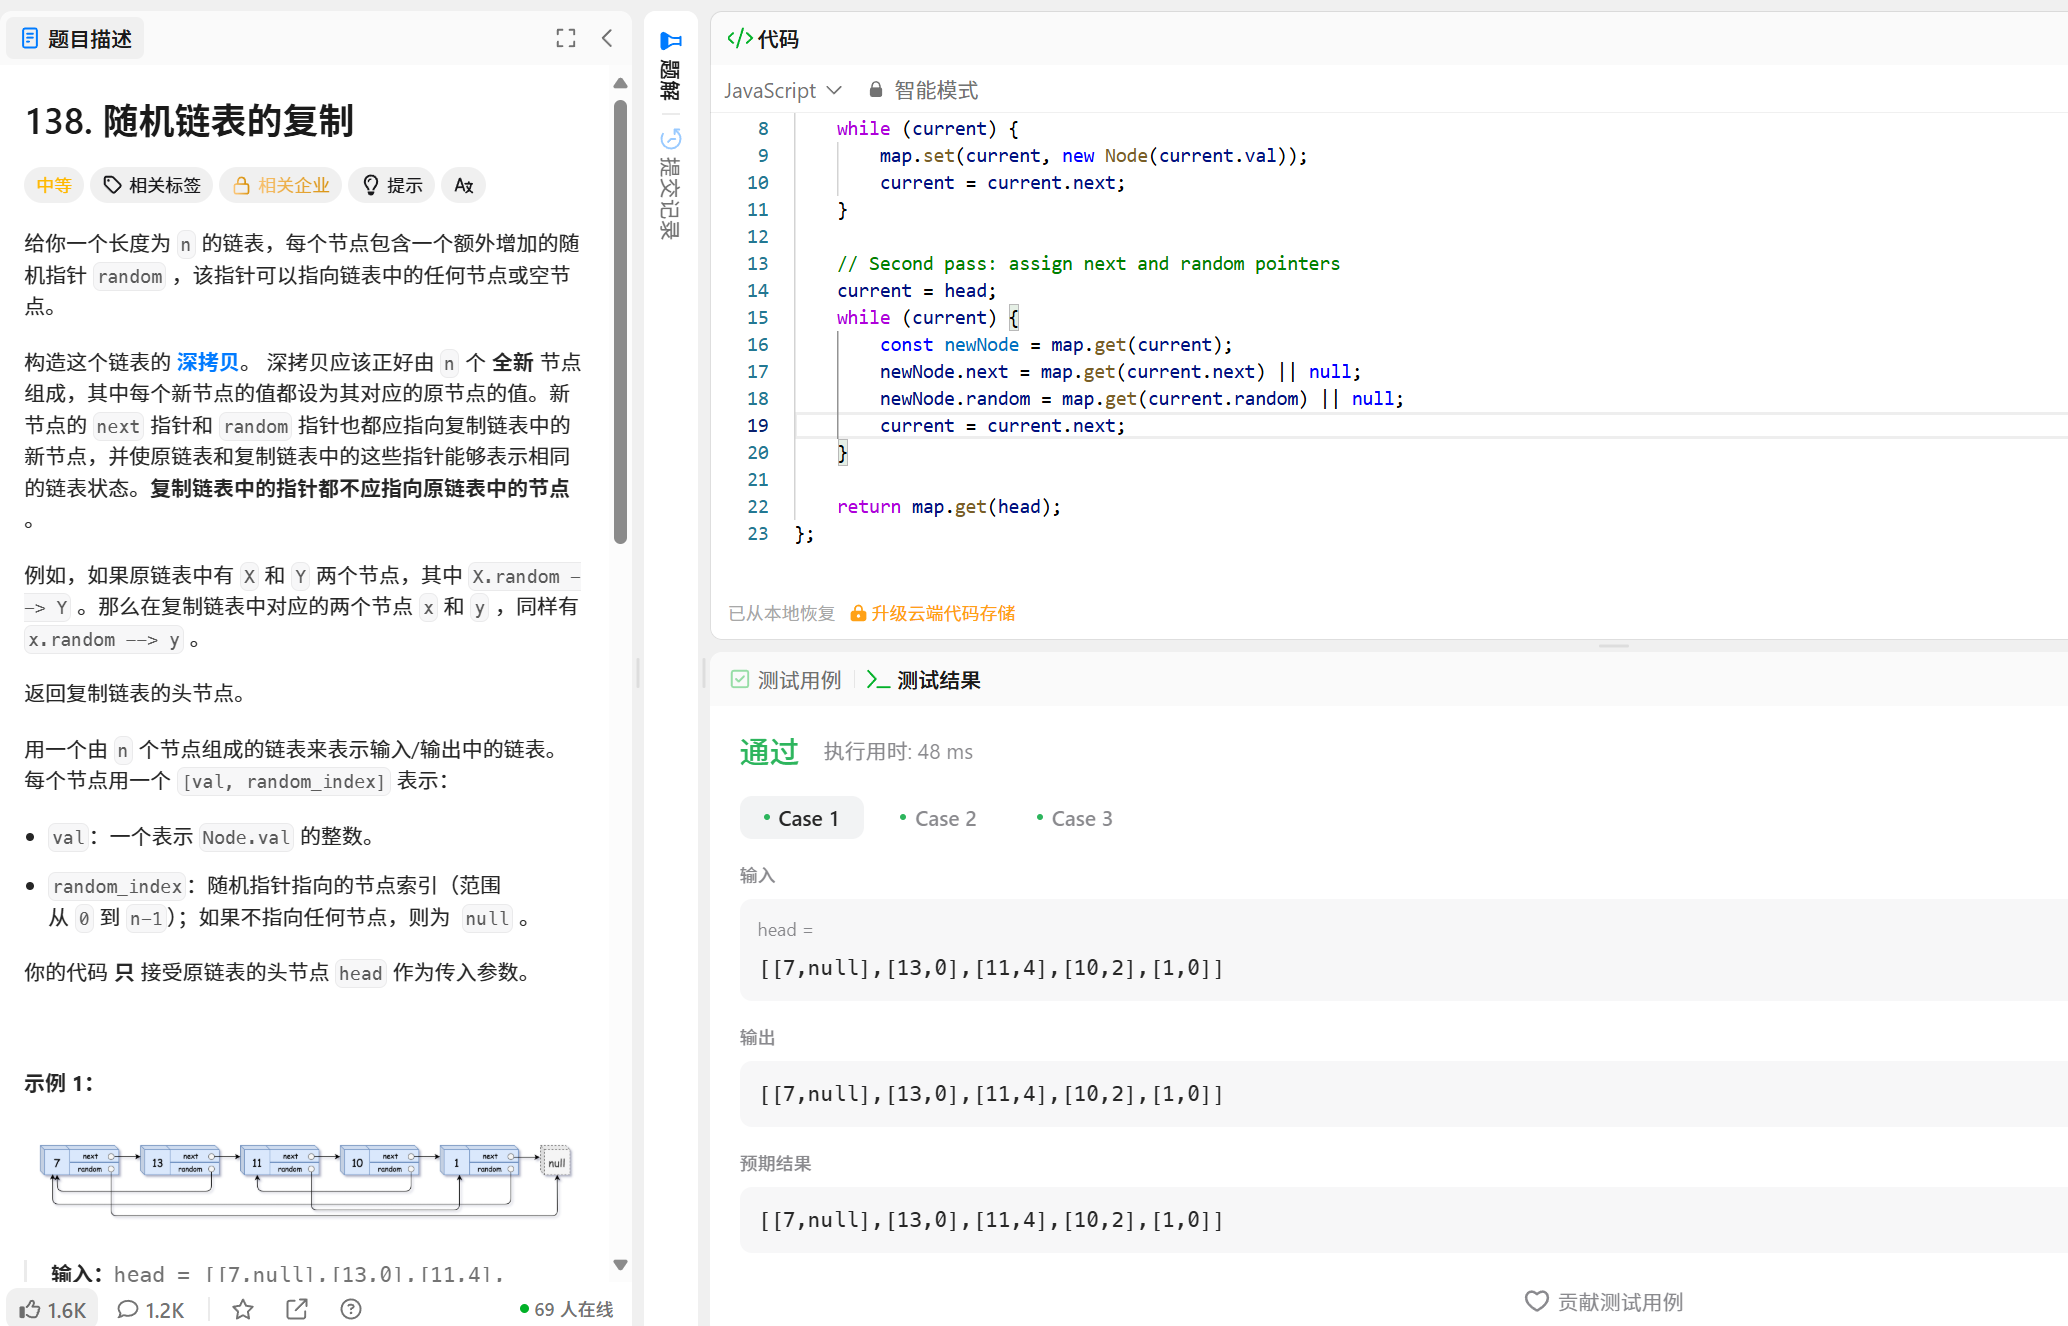 题目描述
138. 随机链表的复制
中等 相关标签 相关企业 提示
给你一个长度为 n 的链表，每个节点包含一个额外增加的随
机指针 random ，该指针可以指向链表中的任何节点或空节
点。
构造这个链表的 深拷贝。 深拷贝应该正好由 n 个 全新 节点
组成，其中每个新节点的值都设为其对应的原节点的值。新
节点的 next 指针和 random 指针也都应指向复制链表中的
新节点，并使原链表和复制链表中的这些指针能够表示相同
的链表状态。复制链表中的指针都不应指向原链表中的节点
。
例如，如果原链表中有 X 和 Y 两个节点，其中 X.random -
-> Y 。那么在复制链表中对应的两个节点 x 和 y ，同样有
x.random --> y 。
返回复制链表的头节点。
用一个由 n 个节点组成的链表来表示输入/输出中的链表。
每个节点用一个 [val, random_index] 表示：
• val：一个表示 Node.val 的整数。
• random_index：随机指针指向的节点索引（范围
从 0 到 n-1）；如果不指向任何节点，则为 null 。
你的代码 只 接受原链表的头节点 head 作为传入参数。
示例 1：
7 next random 13 next random 11 next random 10 next random 1 next random null
输入：head = [[7,null],[13,0],[11,4],
1.6K 1.2K 69 人在线
题解
提交记录
</> 代码
JavaScript 智能模式
8 while (current) {
9 map.set(current, new Node(current.val));
10 current = current.next;
11 }
12
13 // Second pass: assign next and random pointers
14 current = head;
15 while (current) {
16 const newNode = map.get(current);
17 newNode.next = map.get(current.next) || null;
18 newNode.random = map.get(current.random) || null;
19 current = current.next;
20 }
21
22 return map.get(head);
23 };
已从本地恢复 升级云端代码存储
测试用例 >_ 测试结果
通过 执行用时: 48 ms
• Case 1 • Case 2 • Case 3
输入
head =
[[7,null],[13,0],[11,4],[10,2],[1,0]]
输出
[[7,null],[13,0],[11,4],[10,2],[1,0]]
预期结果
[[7,null],[13,0],[11,4],[10,2],[1,0]]
贡献测试用例